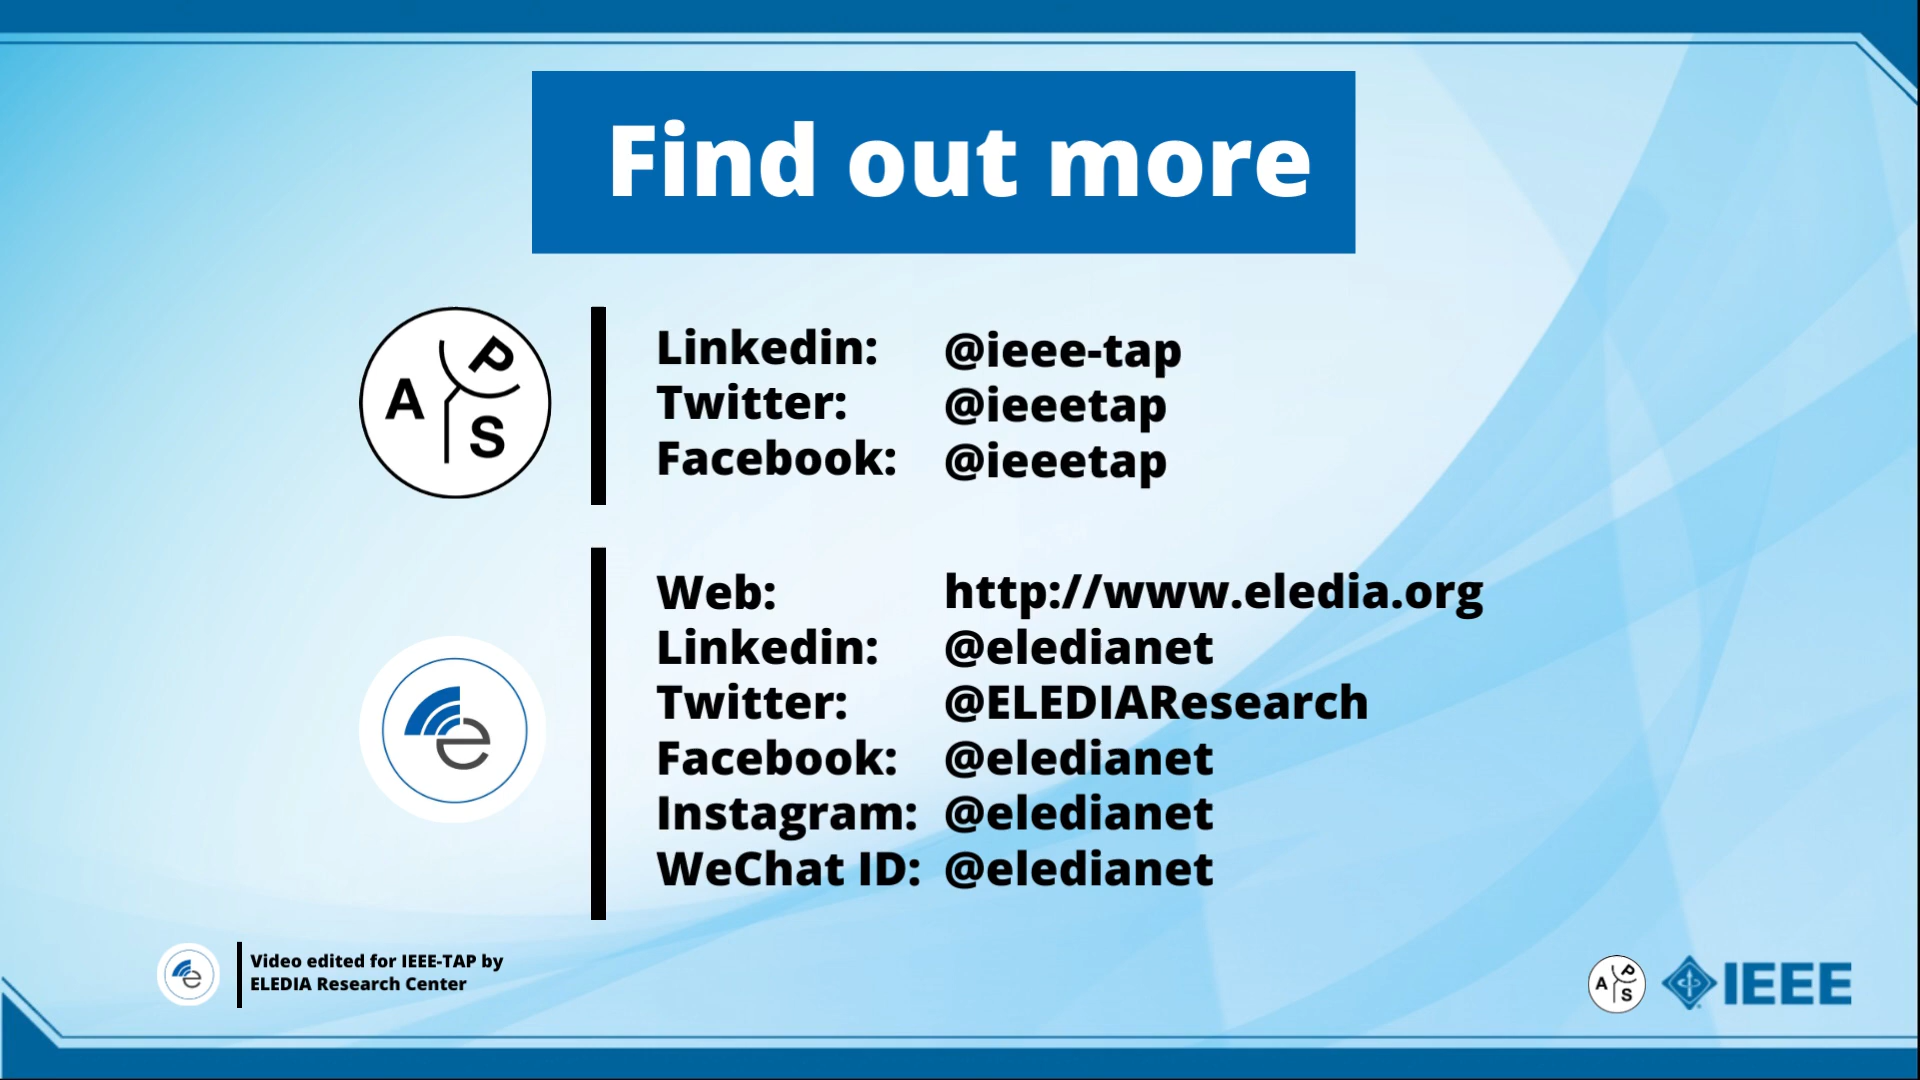 Find out more
A P S
Linkedin: @ieee-tap
Twitter: @ieeetap
Facebook: @ieeetap
Web: http://www.eledia.org
Linkedin: @eledianet
Twitter: @ELEDIAResearch
Facebook: @eledianet
Instagram: @eledianet
WeChat ID: @eledianet
e
e
Video edited for IEEE-TAP by
ELEDIA Research Center
A P S
IEEE